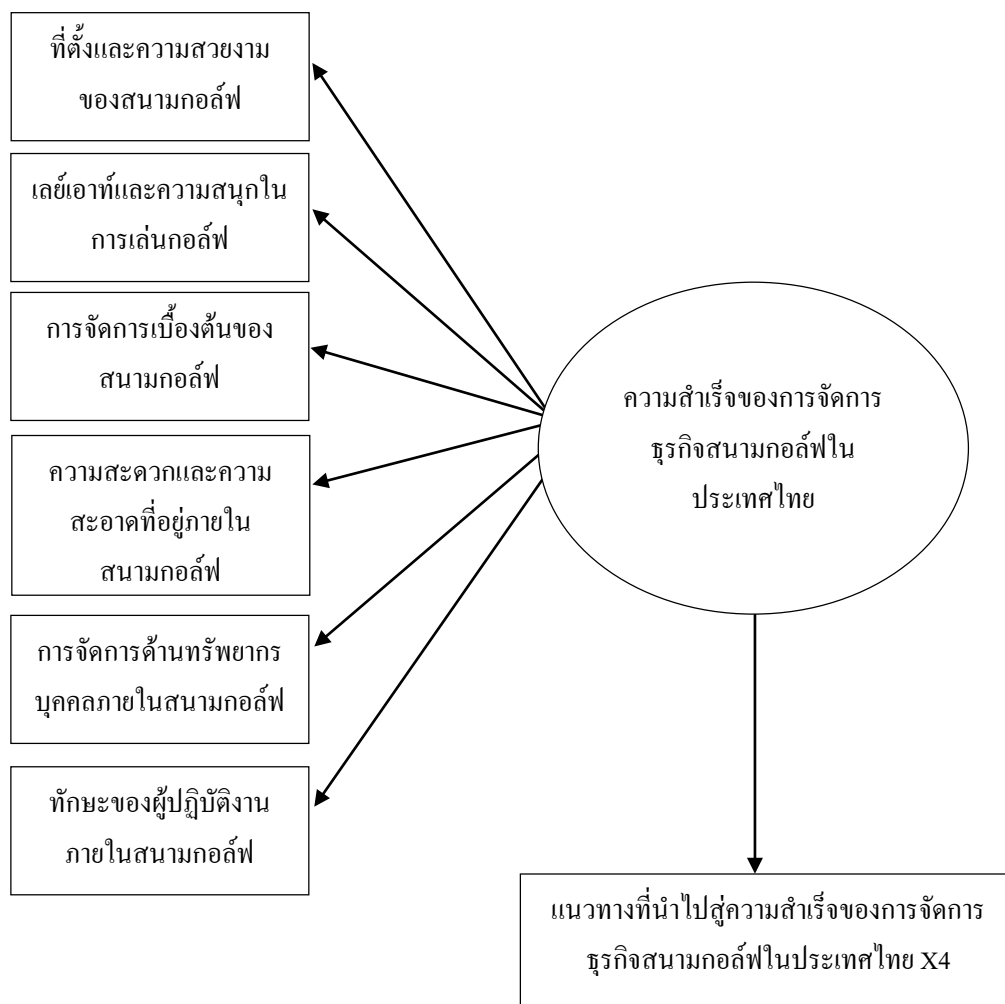 ที่ตั้งและความสวยงาม
ของสนามกอล์ฟ
เลย์เอาท์และความสนุกใน
การเล่นกอล์ฟ
การจัดการเบื้องต้นของ
สนามกอล์ฟ
ความสะดวกและความ
สะอาดที่อยู่ภายใน
สนามกอล์ฟ
การจัดการด้านทรัพยากร
บุคคลภายในสนามกอล์ฟ
ทักษะของผู้ปฏิบัติงาน
ภายในสนามกอล์ฟ
ความสำเร็จของการจัดการ
ธุรกิจสนามกอล์ฟใน
ประเทศไทย
แนวทางที่นำไปสู่ความสำเร็จของการจัดการ
ธุรกิจสนามกอล์ฟในประเทศไทย X4